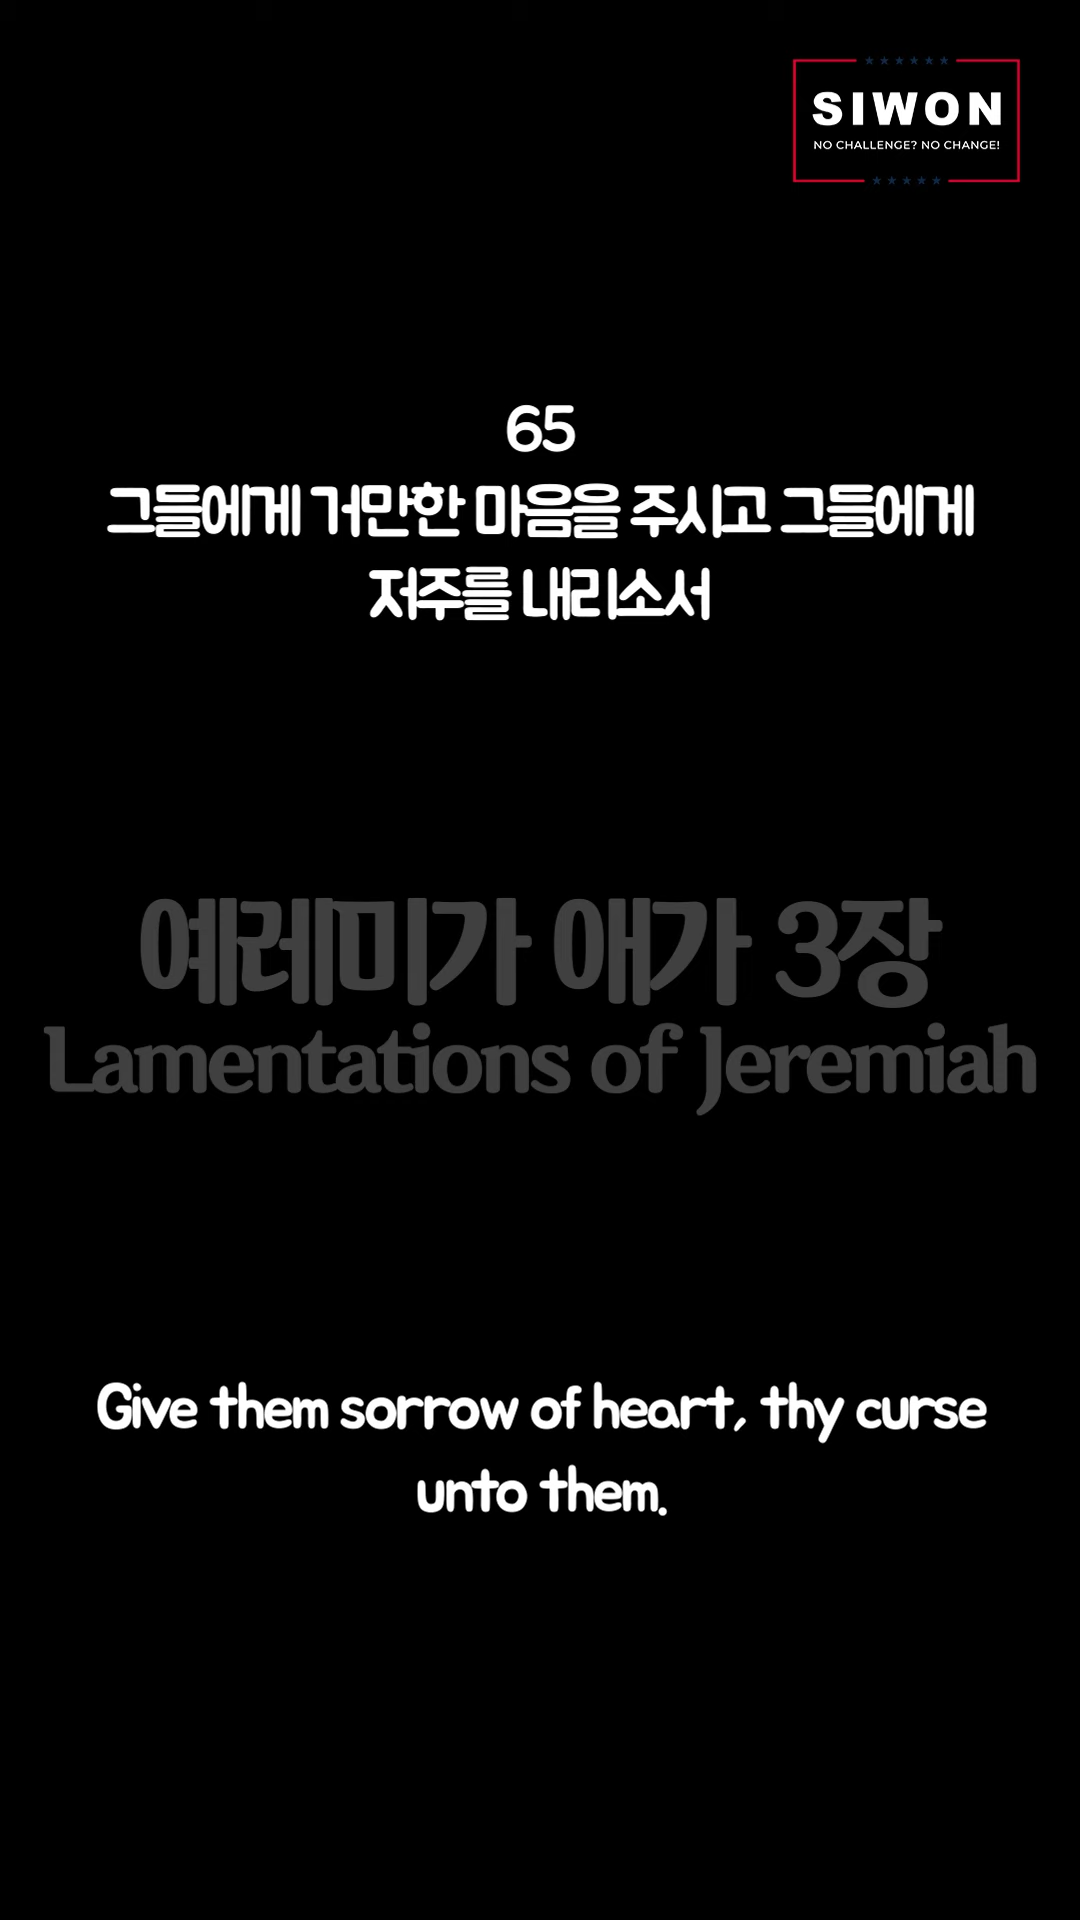 SIWON
NO CHALLENGE? NO CHANGE!
65
그들에게 거만한 마음을 주시고 그들에게
저주를 내리소서
예레미가 애가 3장
Lamentations of Jeremiah
Give them sorrow of heart, thy curse
unto them.